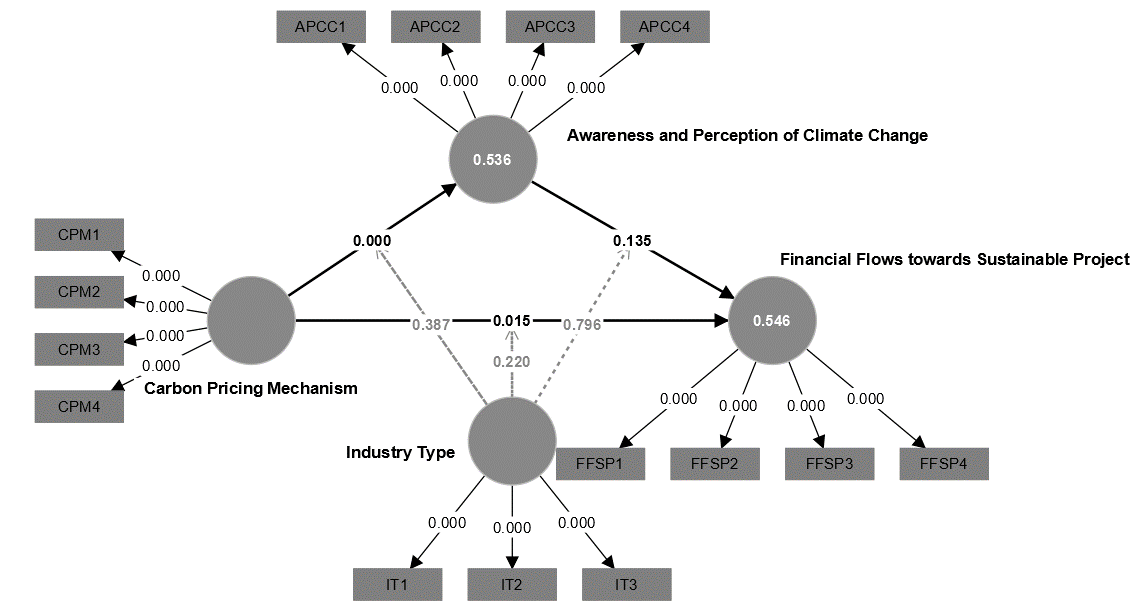 APCC1 APCC2 APCC3 APCC4
0.000 0.000 0.000 0.000
Awareness and Perception of Climate Change
0.536
CPM1
0.000 0.135
Financial Flows towards Sustainable Project
0.000
CPM2
0.000
0.387 0.015 0.796 0.546
CPM3 0.000
0.220
0.000
Carbon Pricing Mechanism
CPM4
0.000 0.000 0.000 0.000
Industry Type
FFSP1 FFSP2 FFSP3 FFSP4
0.000 0.000 0.000
IT1 IT2 IT3